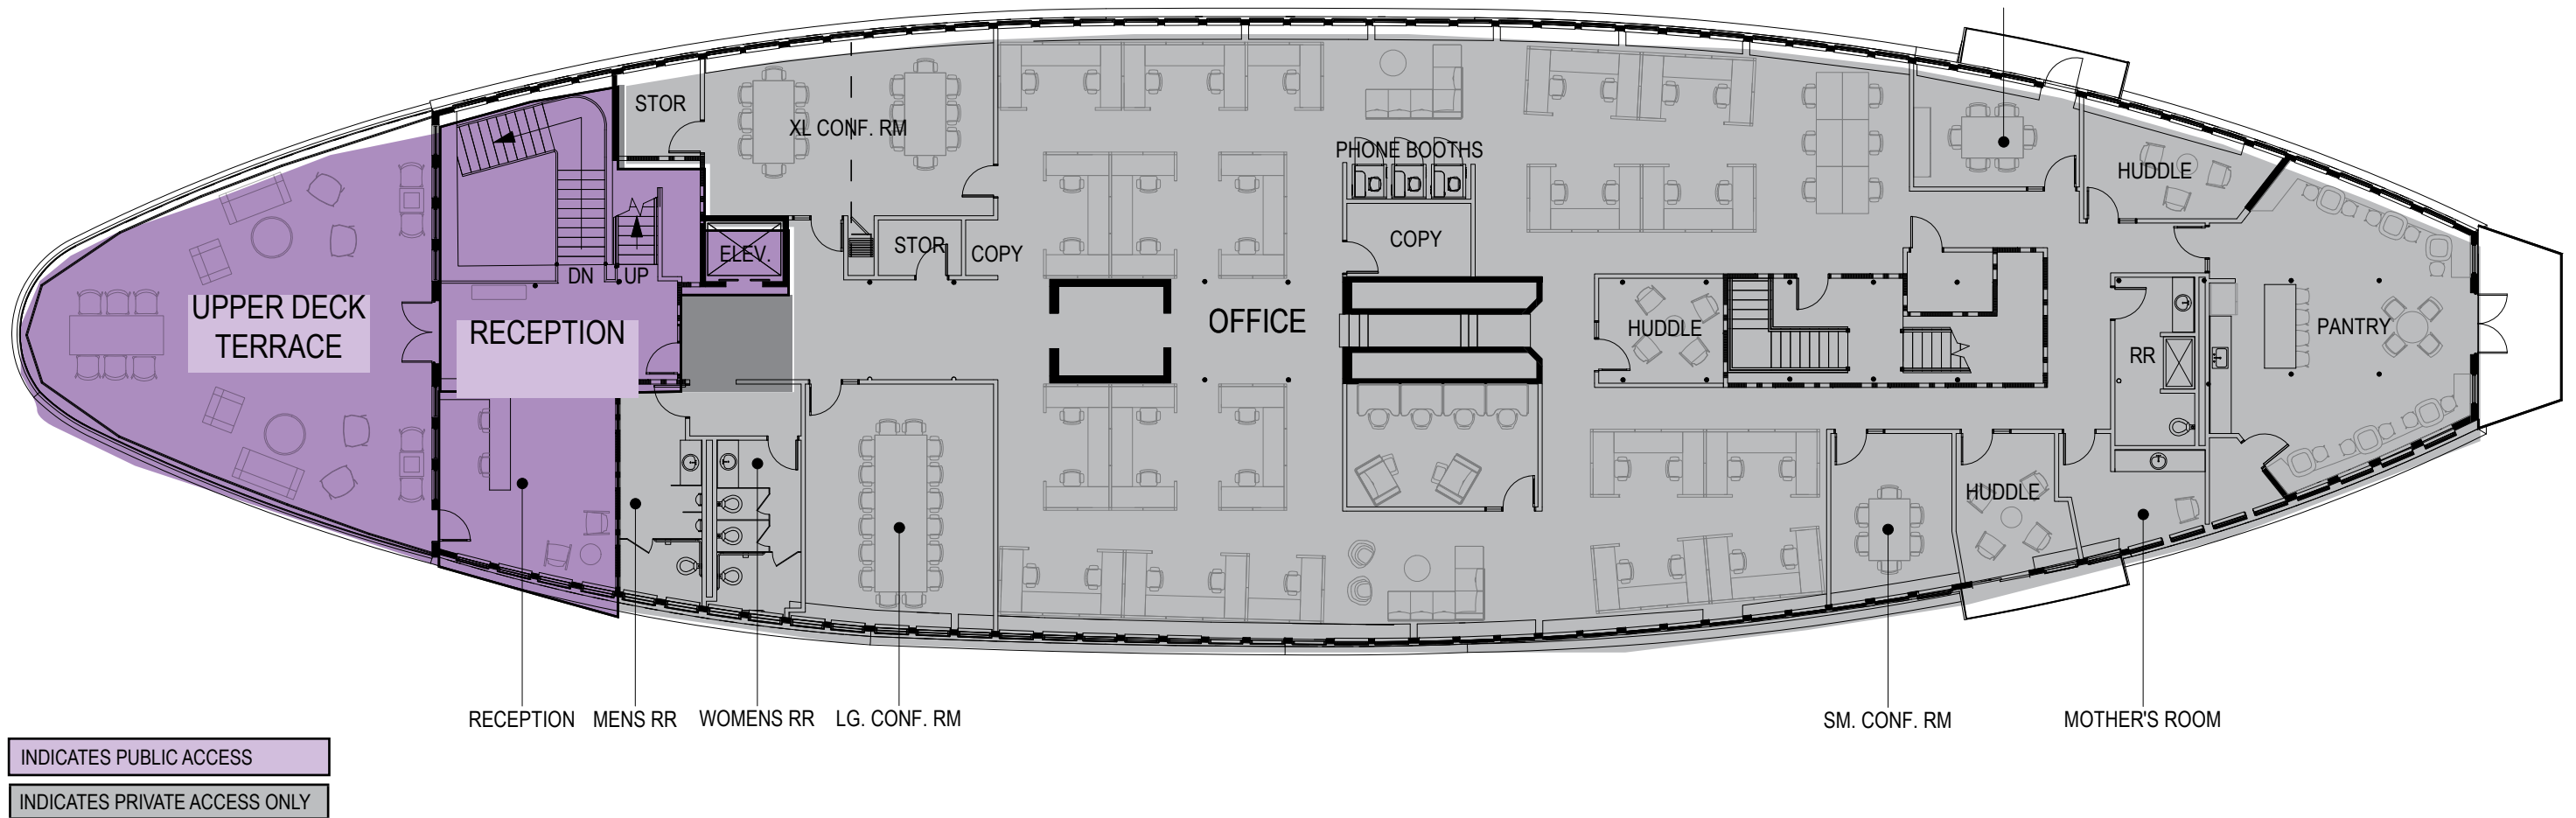 STOR
XL CONF. RM
PHONE BOOTHS
HUDDLE
STOR
COPY
COPY
ELEV.
DN
UP
UPPER DECK
TERRACE
RECEPTION
OFFICE
HUDDLE
PANTRY
RR
HUDDLE
RECEPTION
MENS RR
WOMENS RR
LG. CONF. RM
SM. CONF. RM
MOTHER'S ROOM
INDICATES PUBLIC ACCESS
INDICATES PRIVATE ACCESS ONLY